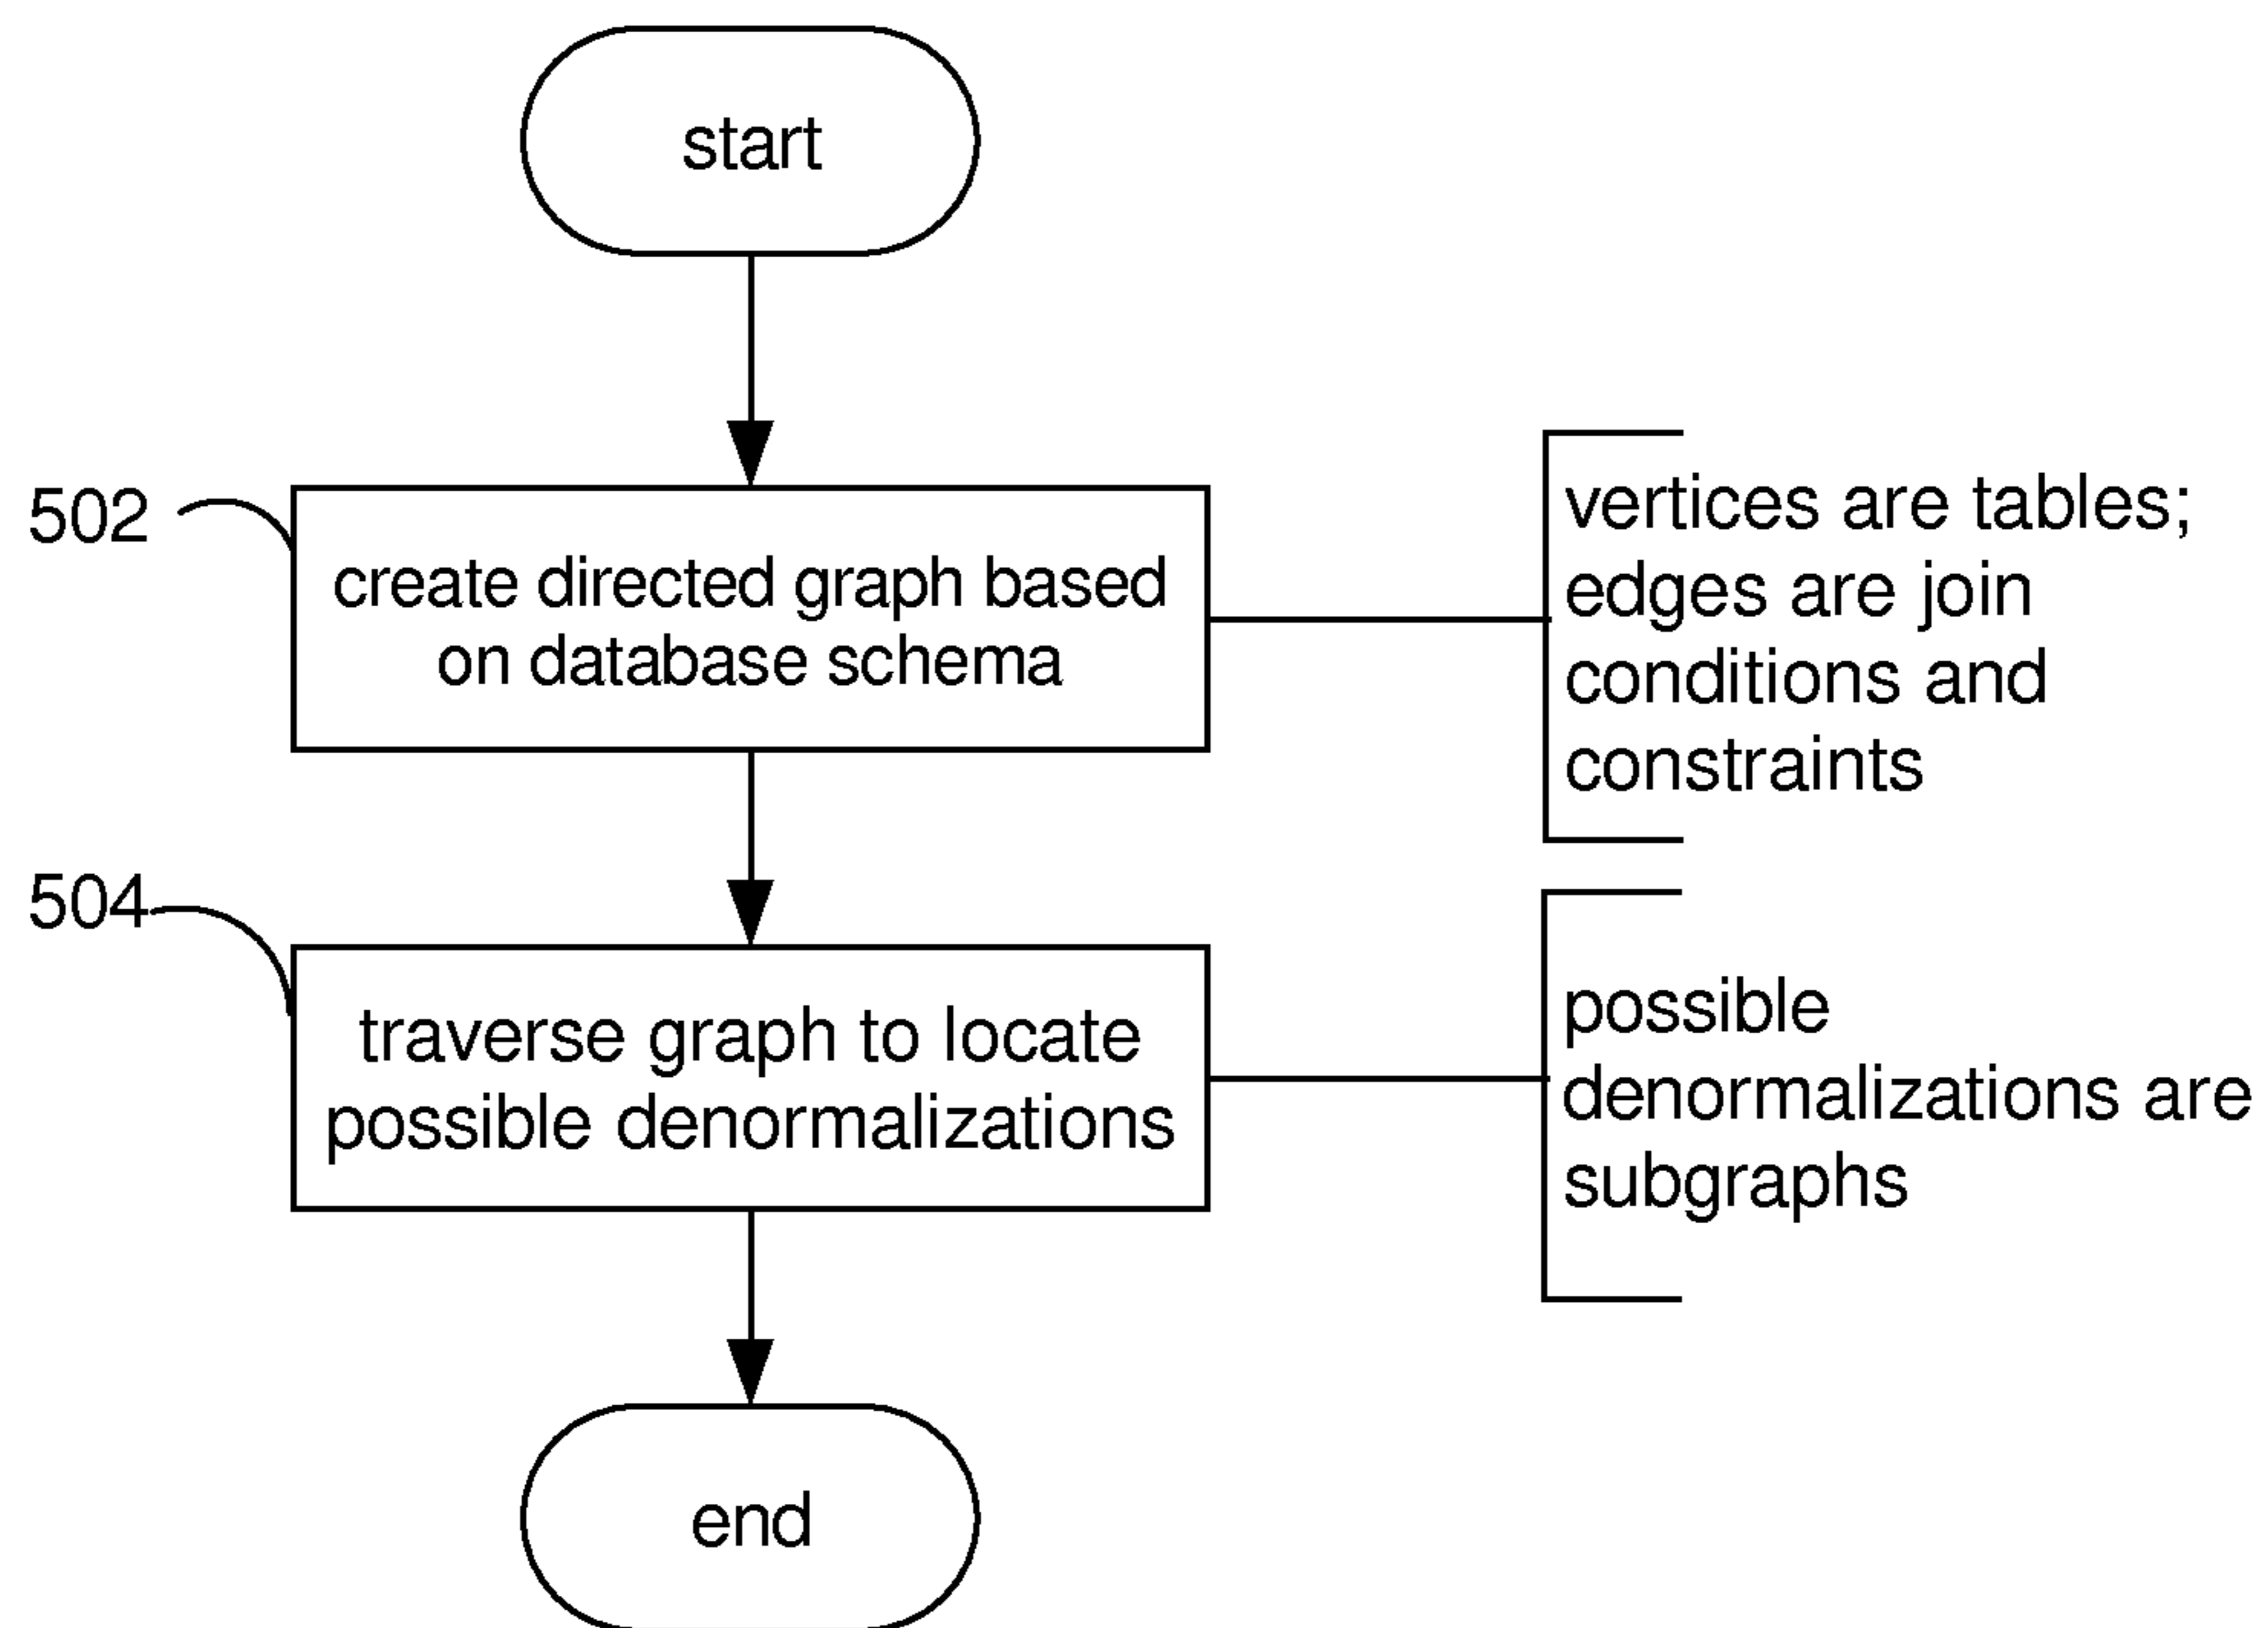 start
502
create directed graph based
on database schema
vertices are tables;
edges are join
conditions and
constraints
504
traverse graph to locate
possible denormalizations
possible
denormalizations are
subgraphs
end